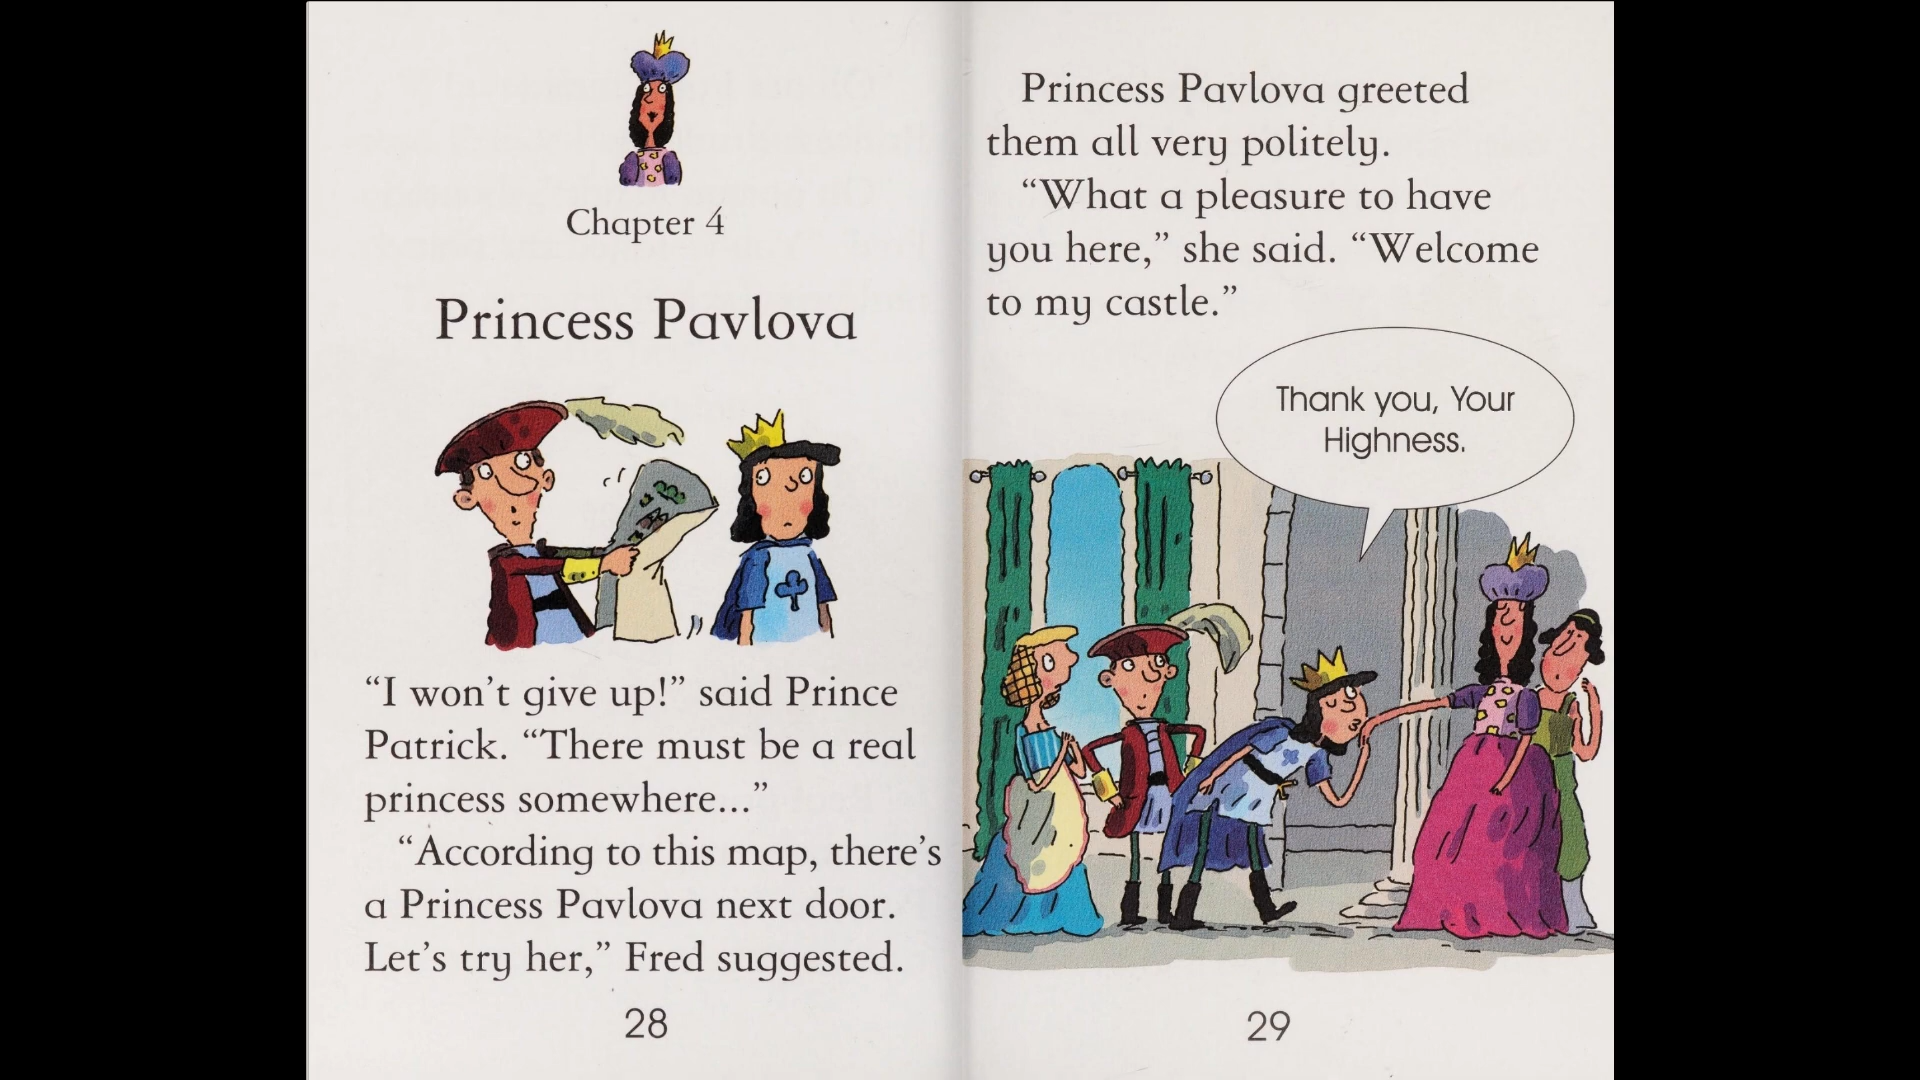 Chapter 4
Princess Pavlova
“I won’t give up!” said Prince
Patrick. “There must be a real
princess somewhere...”
“According to this map, there’s
a Princess Pavlova next door.
Let’s try her,” Fred suggested.
28
Princess Pavlova greeted
them all very politely.
“What a pleasure to have
you here,” she said. “Welcome
to my castle.”
Thank you, Your
Highness.
29